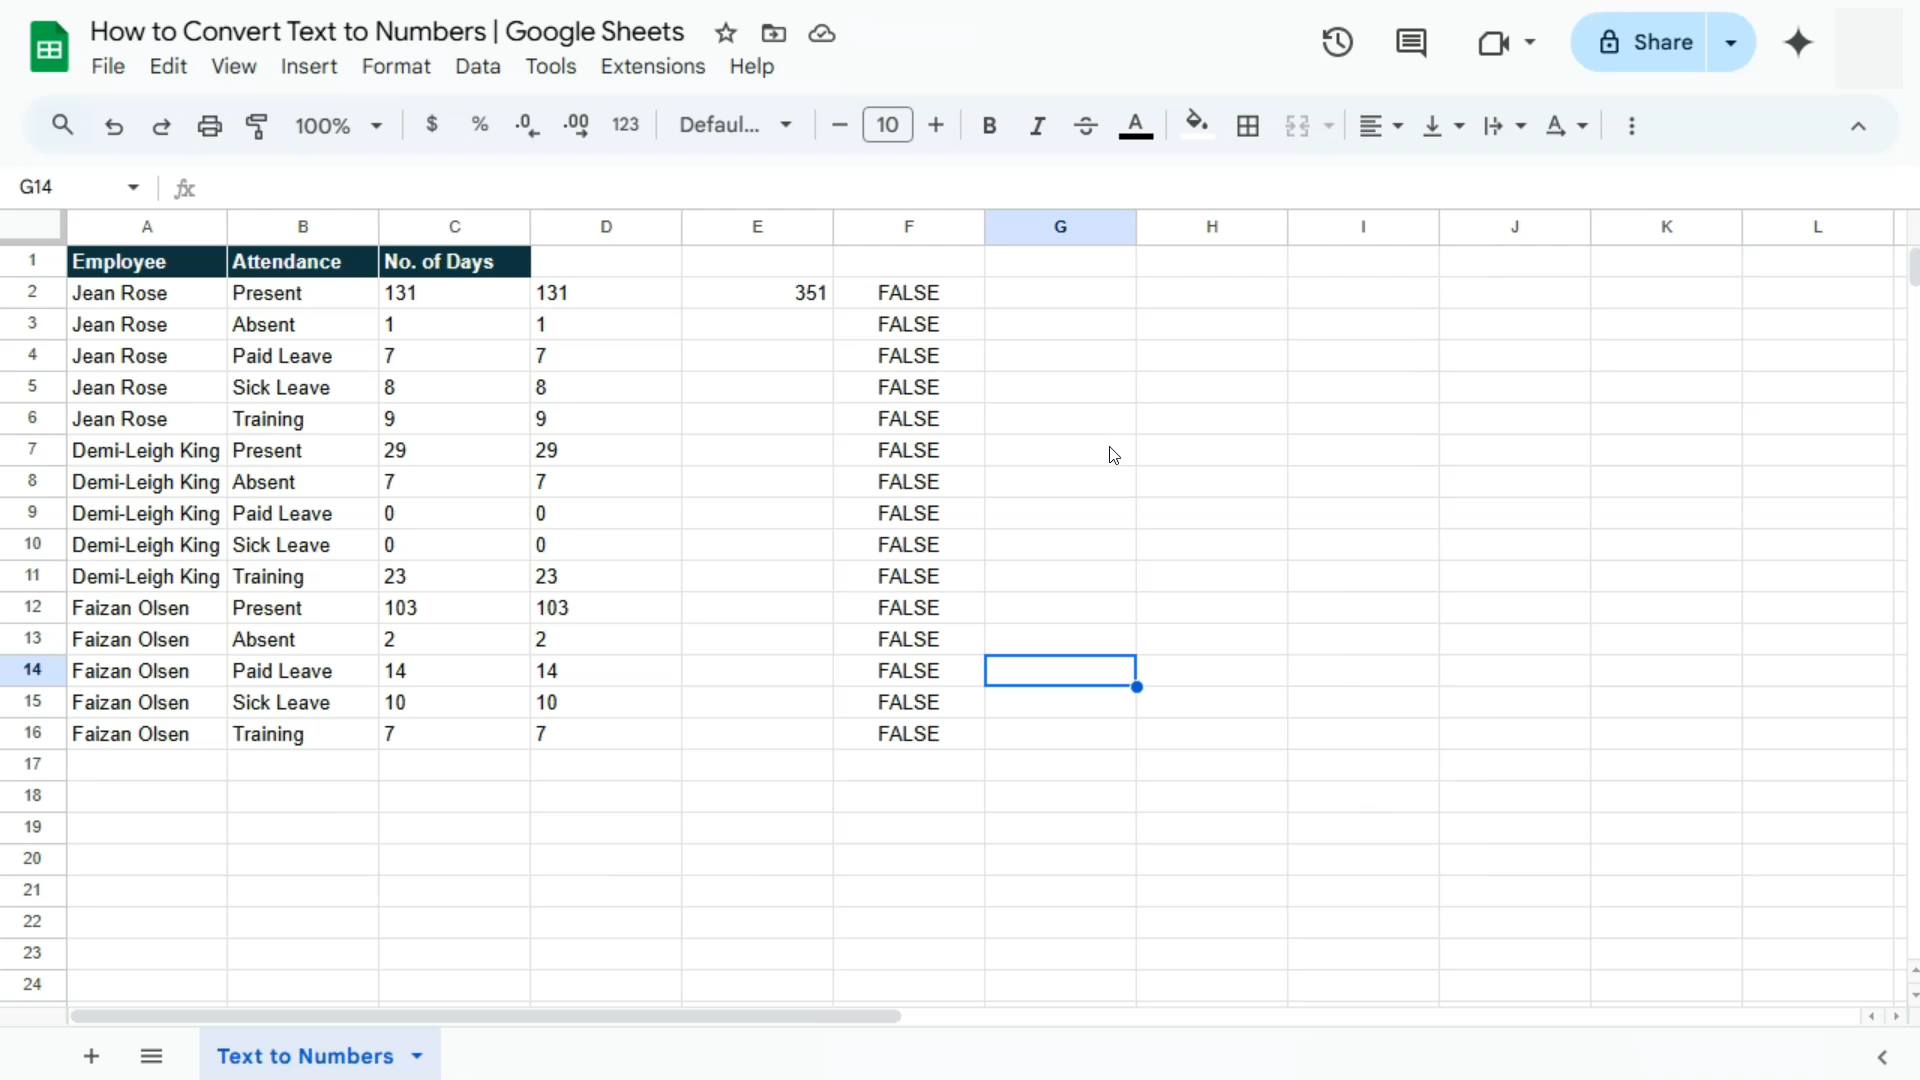 How to Convert Text to Numbers | Google Sheets
File Edit View Insert Format Data Tools Extensions Help
Share
100% $ % .0 .00 123 Defaul... 10 B I S A A
G14 fx
A B C D E F G H I J K L
1 Employee Attendance No. of Days
2 Jean Rose Present 131 131 351 FALSE
3 Jean Rose Absent 1 1 FALSE
4 Jean Rose Paid Leave 7 7 FALSE
5 Jean Rose Sick Leave 8 8 FALSE
6 Jean Rose Training 9 9 FALSE
7 Demi-Leigh King Present 29 29 FALSE
8 Demi-Leigh King Absent 7 7 FALSE
9 Demi-Leigh King Paid Leave 0 0 FALSE
10 Demi-Leigh King Sick Leave 0 0 FALSE
11 Demi-Leigh King Training 23 23 FALSE
12 Faizan Olsen Present 103 103 FALSE
13 Faizan Olsen Absent 2 2 FALSE
14 Faizan Olsen Paid Leave 14 14 FALSE
15 Faizan Olsen Sick Leave 10 10 FALSE
16 Faizan Olsen Training 7 7 FALSE
17
18
19
20
21
22
23
24
Text to Numbers